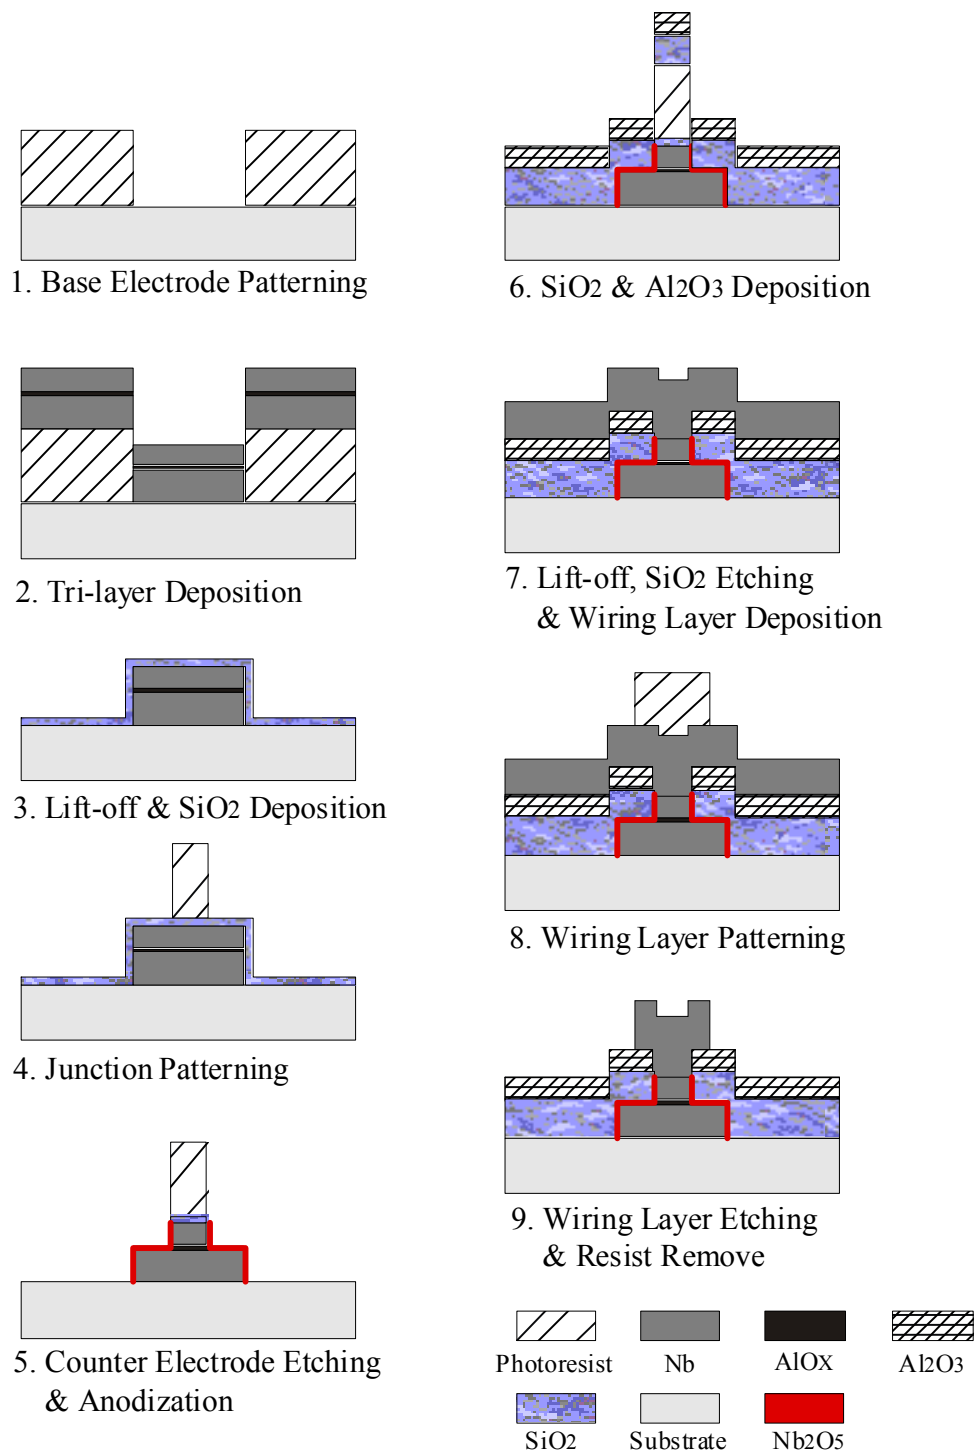 1. Base Electrode Patterning
2. Tri-layer Deposition
3. Lift-off & SiO2 Deposition
4. Junction Patterning
5. Counter Electrode Etching
& Anodization
6. SiO2 & Al2O3 Deposition
7. Lift-off, SiO2 Etching
& Wiring Layer Deposition
8. Wiring Layer Patterning
9. Wiring Layer Etching
& Resist Remove
Photoresist Nb AlOX Al2O3
SiO2 Substrate Nb2O5